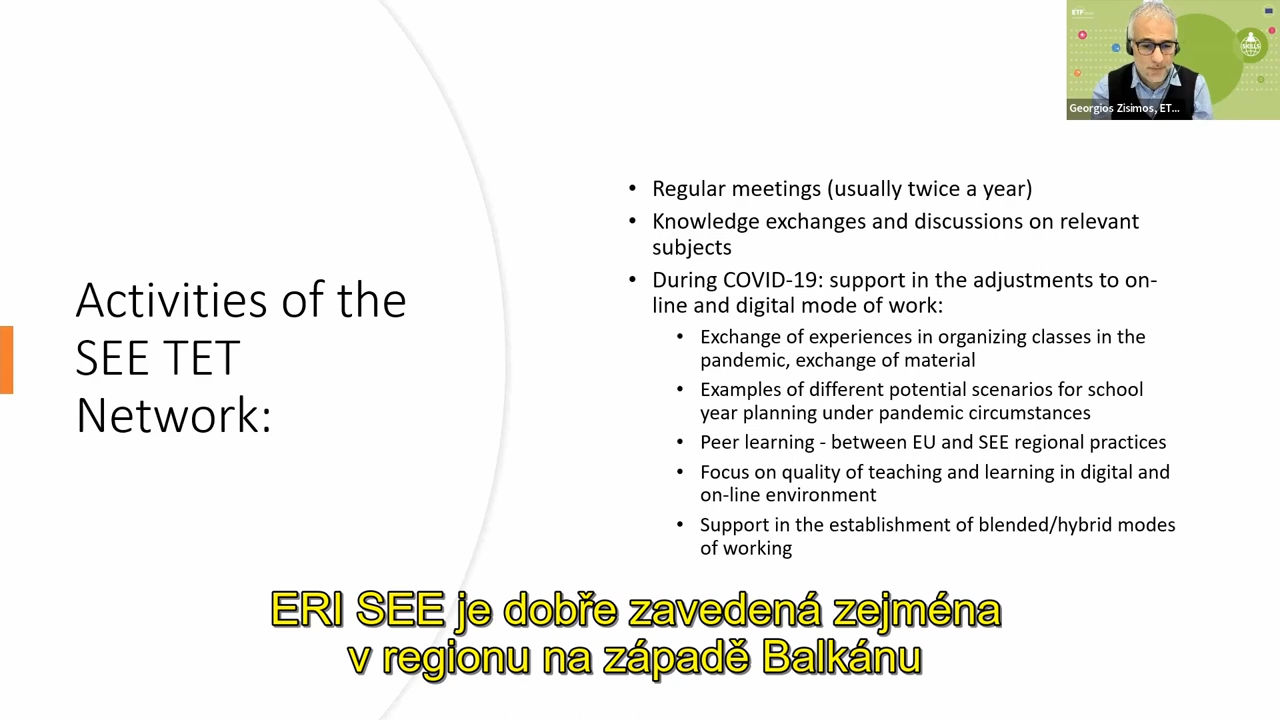 ETF
SKILLS
Georgios Zisimos, ET...
Activities of the
SEE TET
Network:
• Regular meetings (usually twice a year)
• Knowledge exchanges and discussions on relevant
subjects
• During COVID-19: support in the adjustments to on-
line and digital mode of work:
• Exchange of experiences in organizing classes in the
pandemic, exchange of material
• Examples of different potential scenarios for school
year planning under pandemic circumstances
• Peer learning - between EU and SEE regional practices
• Focus on quality of teaching and learning in digital and
on-line environment
• Support in the establishment of blended/hybrid modes
of working
ERI SEE je dobře zavedená zejména
v regionu na západě Balkánu